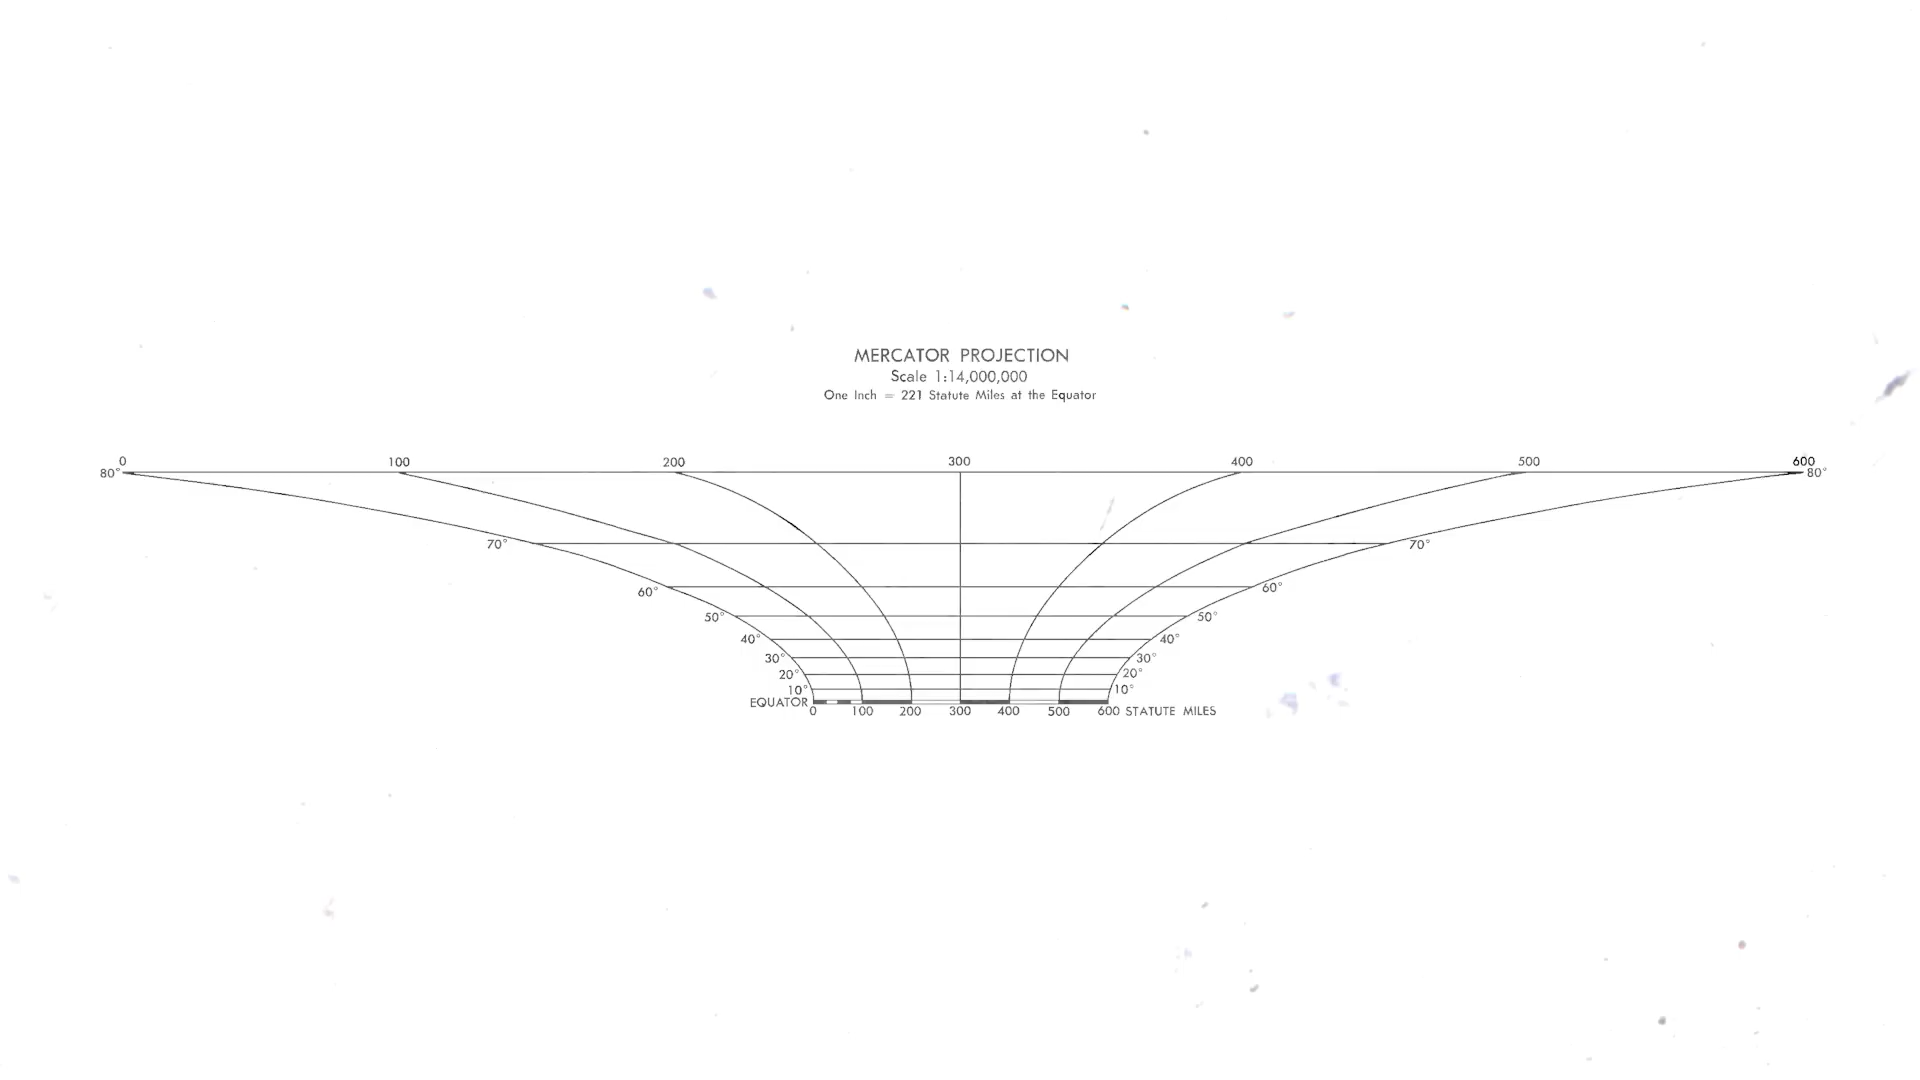 MERCATOR PROJECTION
Scale 1:14,000,000
One Inch = 221 Statute Miles at the Equator
0 100 200 300 400 500 600
80° 80°
70° 70°
60° 60°
50° 50°
40° 40°
30° 30°
20° 20°
10° 10°
EQUATOR
0 100 200 300 400 500 600 STATUTE MILES